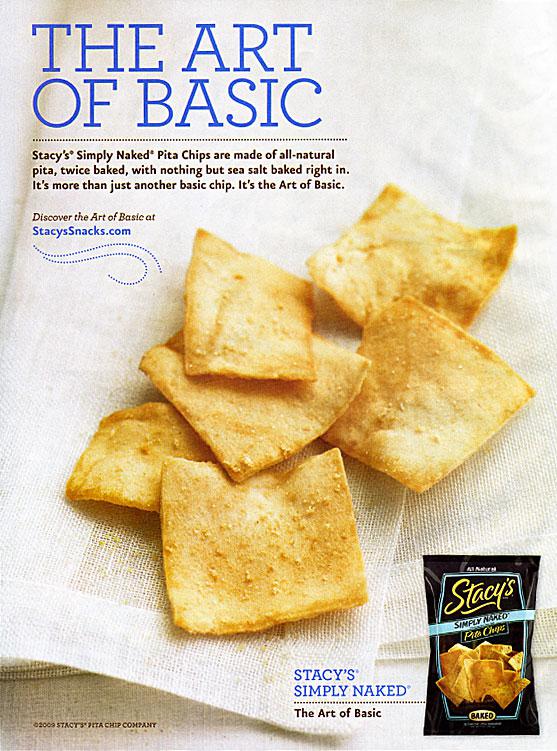 THE ART
OF BASIC
Stacy's® Simply Naked® Pita Chips are made of all-natural
pita, twice baked, with nothing but sea salt baked right in.
It's more than just another basic chip. It's the Art of Basic.
Discover the Art of Basic at
StacysSnacks.com
All Natural
Stacy's
SIMPLY NAKED®
Pita Chips
BAKED
STACY'S®
SIMPLY NAKED®
The Art of Basic
©2009 STACY'S® PITA CHIP COMPANY